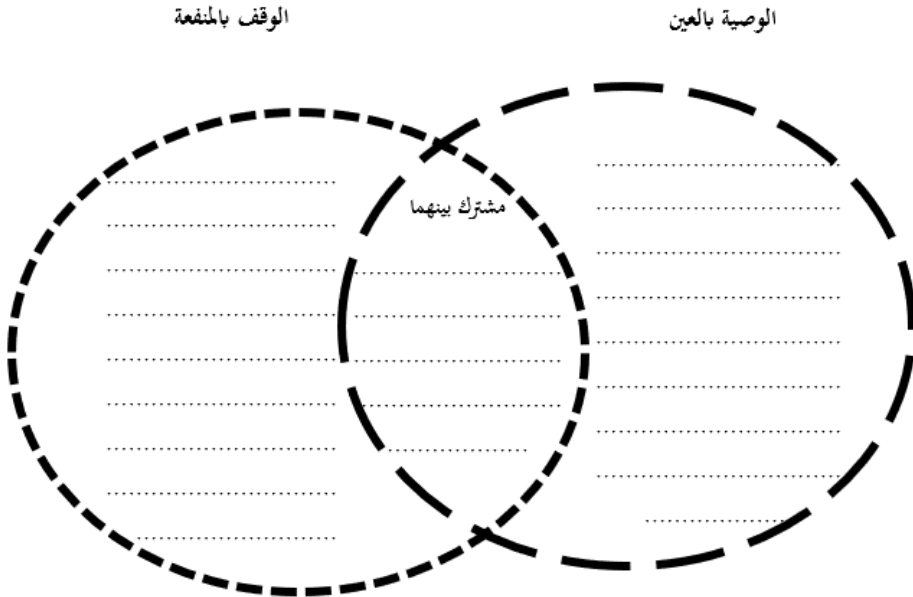 الوصية بالعين
الوقف بالمنفعة
مشترك بينهما